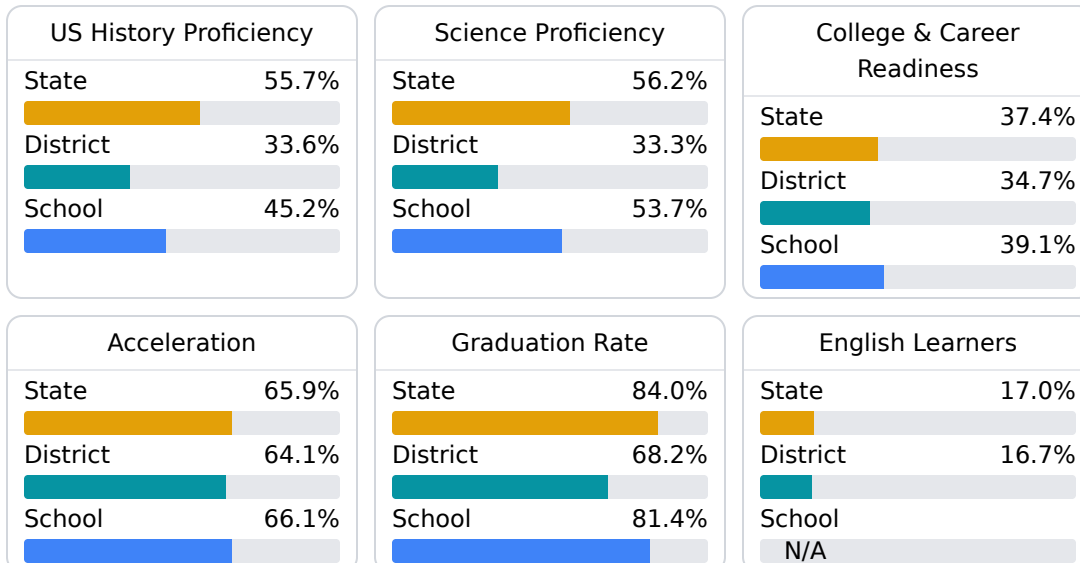 US History Proficiency
State 55.7%
District 33.6%
School 45.2%
Science Proficiency
State 56.2%
District 33.3%
School 53.7%
College & Career
Readiness
State 37.4%
District 34.7%
School 39.1%
Acceleration
State 65.9%
District 64.1%
School 66.1%
Graduation Rate
State 84.0%
District 68.2%
School 81.4%
English Learners
State 17.0%
District 16.7%
School
N/A